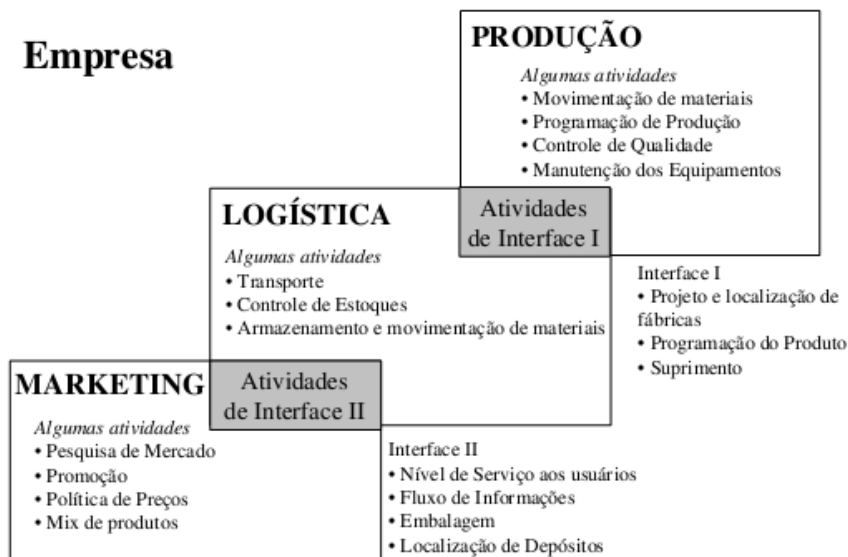 Empresa
PRODUÇÃO
Algumas atividades
• Movimentação de materiais
• Programação de Produção
• Controle de Qualidade
• Manutenção dos Equipamentos
LOGÍSTICA
Algumas atividades
• Transporte
• Controle de Estoques
• Armazenamento e movimentação de materiais
Atividades
de Interface I
Interface I
• Projeto e localização de
fábricas
• Programação do Produto
• Suprimento
MARKETING
Algumas atividades
• Pesquisa de Mercado
• Promoção
• Política de Preços
• Mix de produtos
Atividades
de Interface II
Interface II
• Nível de Serviço aos usuários
• Fluxo de Informações
• Embalagem
• Localização de Depósitos